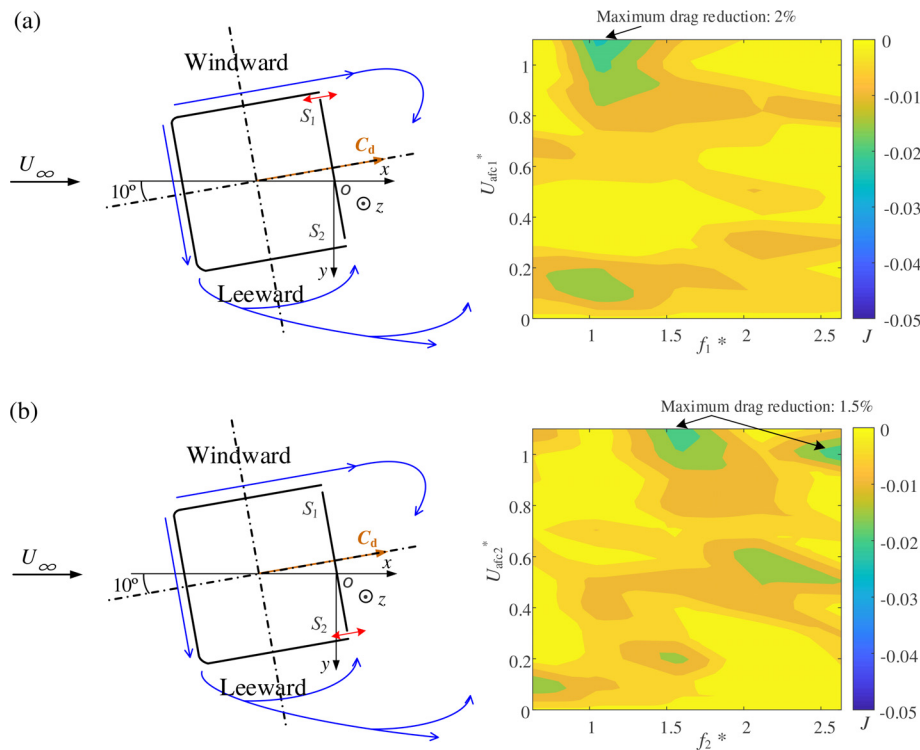 (a)
Maximum drag reduction: 2%
Windward
S1
Cd
U∞
x
10º
o
z
S2
y
Leeward
Uafc1*
1
0.8
0.6
0.4
0.2
0
1
1.5
2
2.5
f1 *
0
-0.01
-0.02
-0.03
-0.04
-0.05
J
(b)
Maximum drag reduction: 1.5%
Windward
S1
Cd
U∞
x
10º
o
z
S2
y
Leeward
Uafc2*
1
0.8
0.6
0.4
0.2
0
1
1.5
2
2.5
f2 *
0
-0.01
-0.02
-0.03
-0.04
-0.05
J